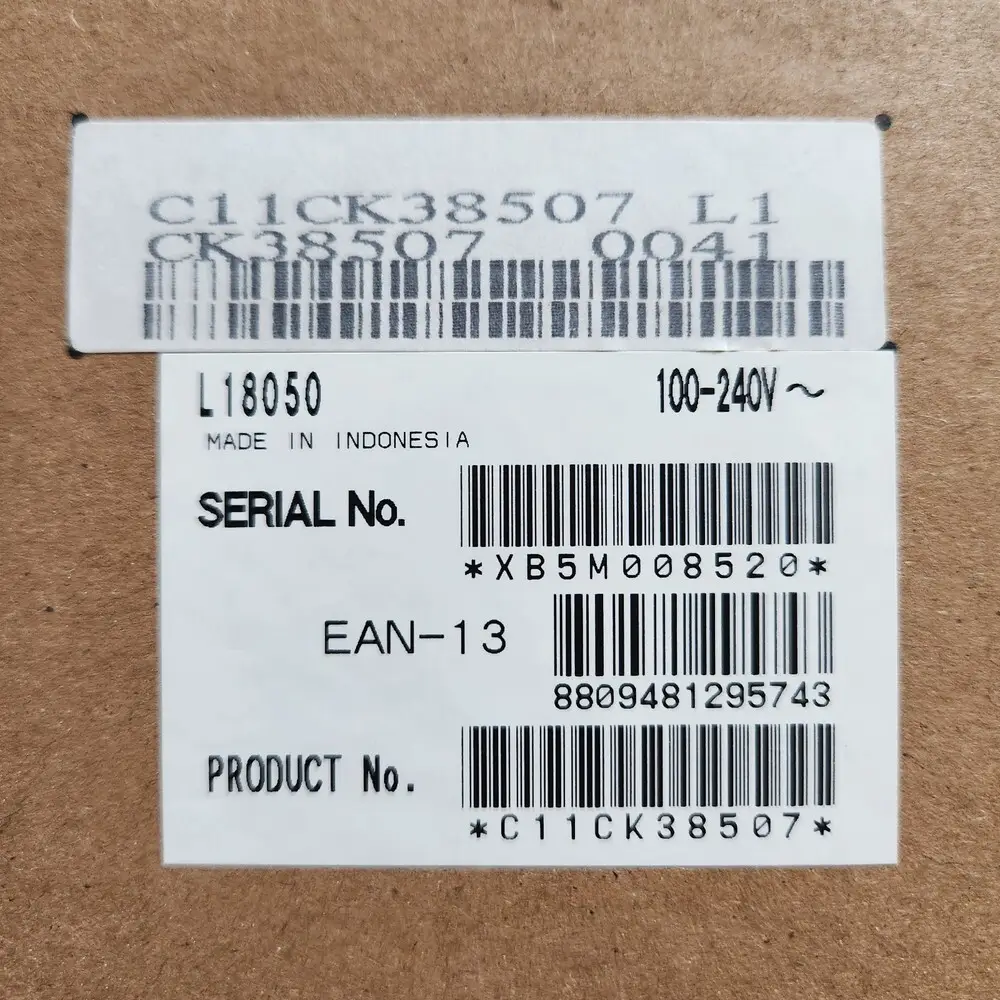 C11CK38507 L1
CK38507 0041
L18050 100-240V～
MADE IN INDONESIA
SERIAL No.
*XB5M008520*
EAN-13
8809481295743
PRODUCT No.
*C11CK38507*